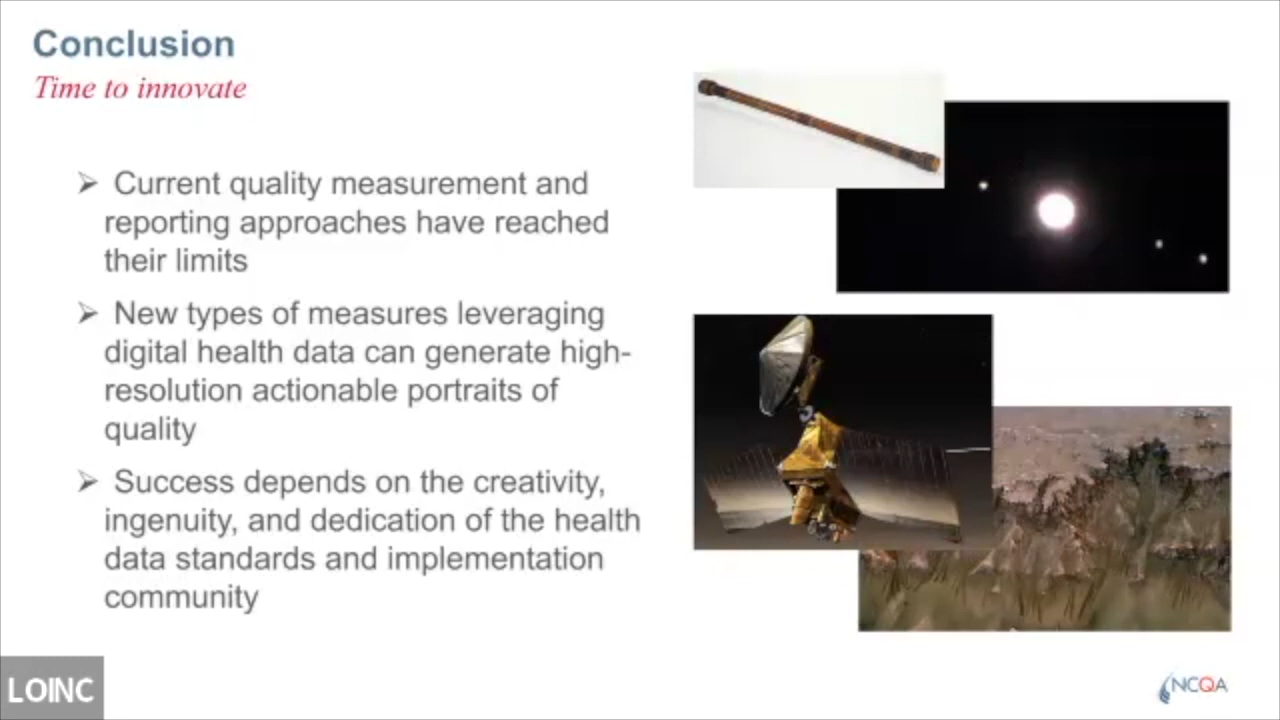 Conclusion
Time to innovate
➢ Current quality measurement and
reporting approaches have reached
their limits
➢ New types of measures leveraging
digital health data can generate high-
resolution actionable portraits of
quality
➢ Success depends on the creativity,
ingenuity, and dedication of the health
data standards and implementation
community
LOINC
NCQA